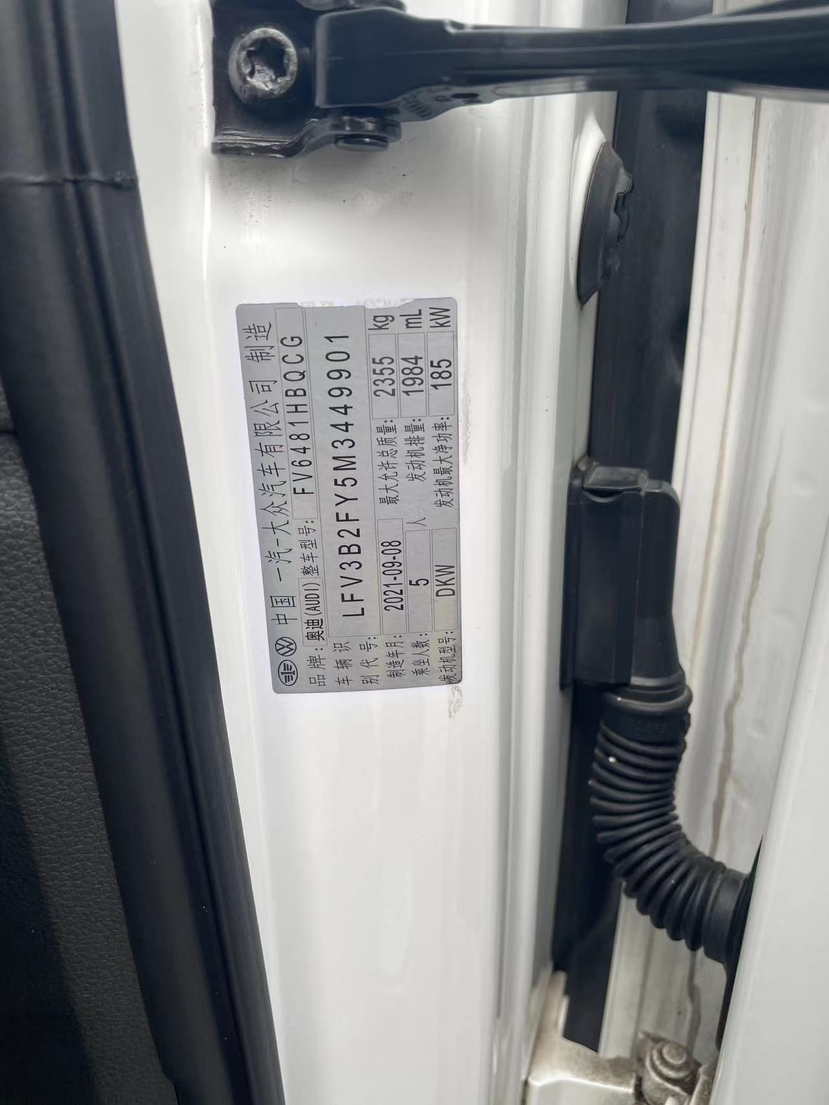 中国 一汽-大众汽车有限公司 制造
品牌: 奥迪(AUDI) 整车型号: FV6481HBQCG
车辆识别代号: LFV3B2FY5M3449901
制造年月: 2021-09-08 最大允许总质量: 2355 kg
乘坐人数: 5 人 发动机排量: 1984 mL
发动机型号: DKW 发动机最大净功率: 185 kW